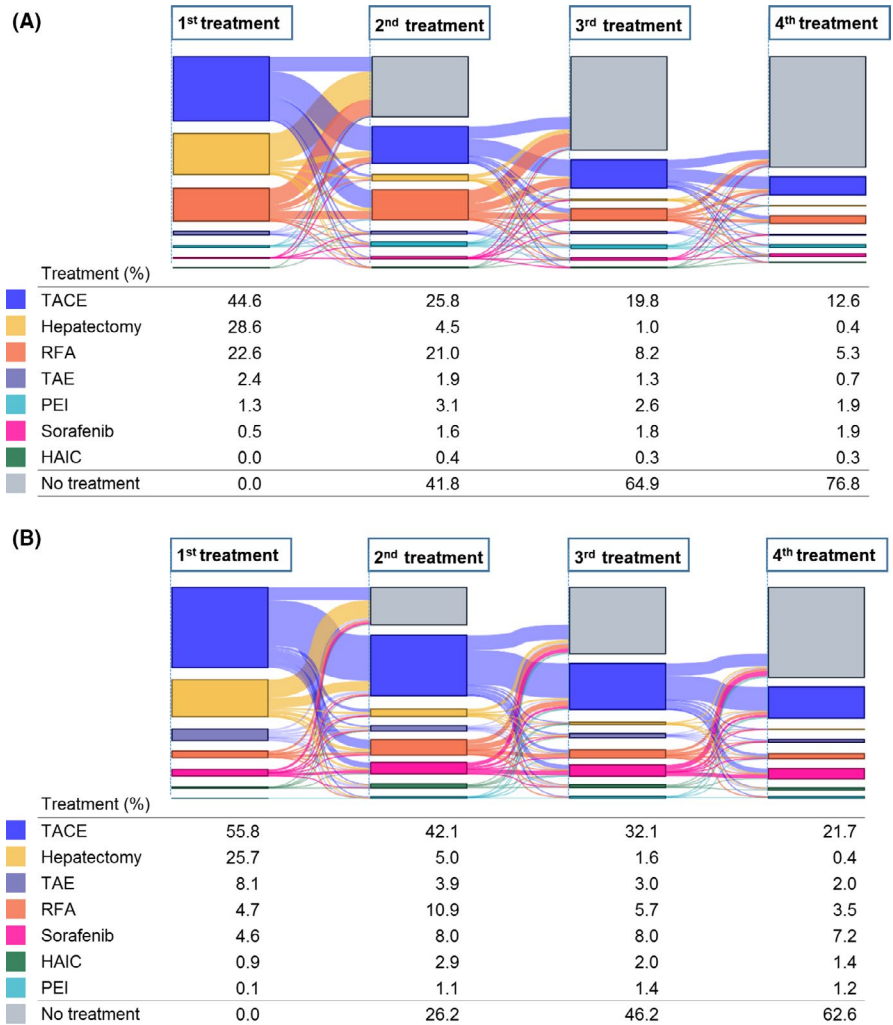 (A)
1st treatment 2nd treatment 3rd treatment 4th treatment
Treatment (%)
TACE 44.6 25.8 19.8 12.6
Hepatectomy 28.6 4.5 1.0 0.4
RFA 22.6 21.0 8.2 5.3
TAE 2.4 1.9 1.3 0.7
PEI 1.3 3.1 2.6 1.9
Sorafenib 0.5 1.6 1.8 1.9
HAIC 0.0 0.4 0.3 0.3
No treatment 0.0 41.8 64.9 76.8
(B)
1st treatment 2nd treatment 3rd treatment 4th treatment
Treatment (%)
TACE 55.8 42.1 32.1 21.7
Hepatectomy 25.7 5.0 1.6 0.4
TAE 8.1 3.9 3.0 2.0
RFA 4.7 10.9 5.7 3.5
Sorafenib 4.6 8.0 8.0 7.2
HAIC 0.9 2.9 2.0 1.4
PEI 0.1 1.1 1.4 1.2
No treatment 0.0 26.2 46.2 62.6